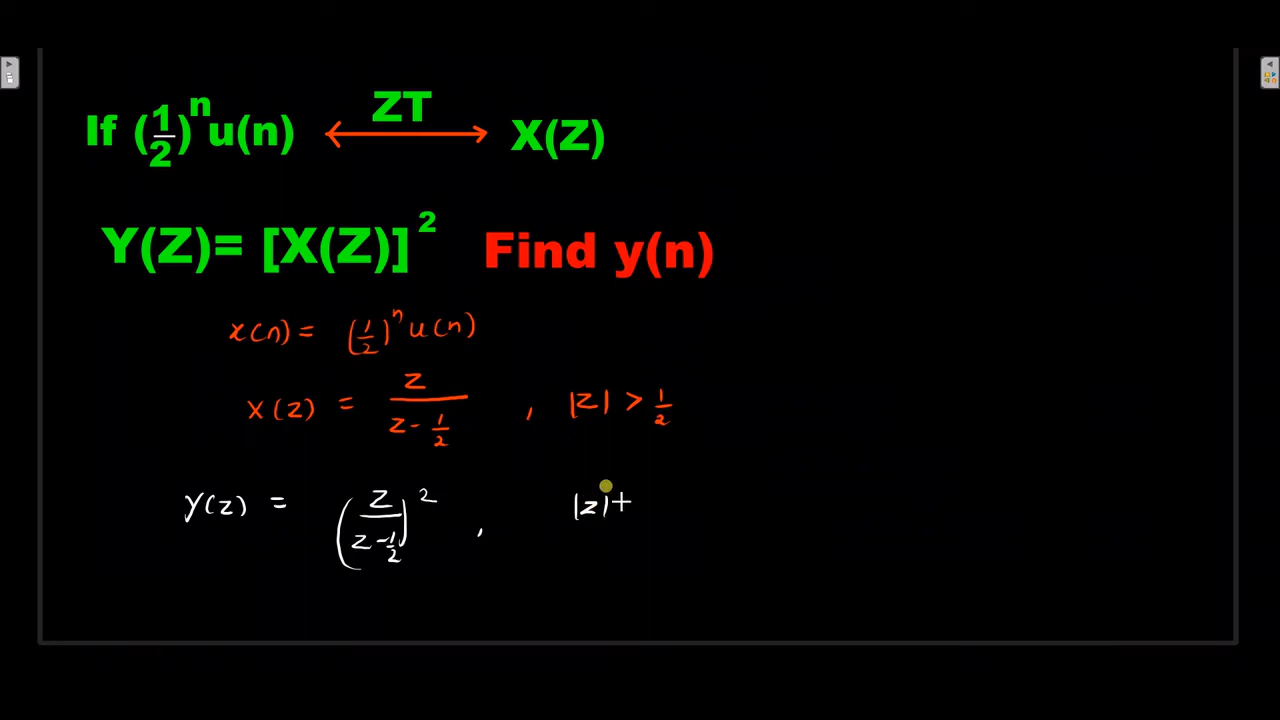 If (1/2)^n u(n) ⟷ ZT X(Z)
Y(Z)= [X(Z)]^2 Find y(n)
x(n) = (1/2)^n u(n)
X(z) = z/(z - 1/2) , |z| > 1/2
Y(z) = (z/(z - 1/2))^2 , |z| +